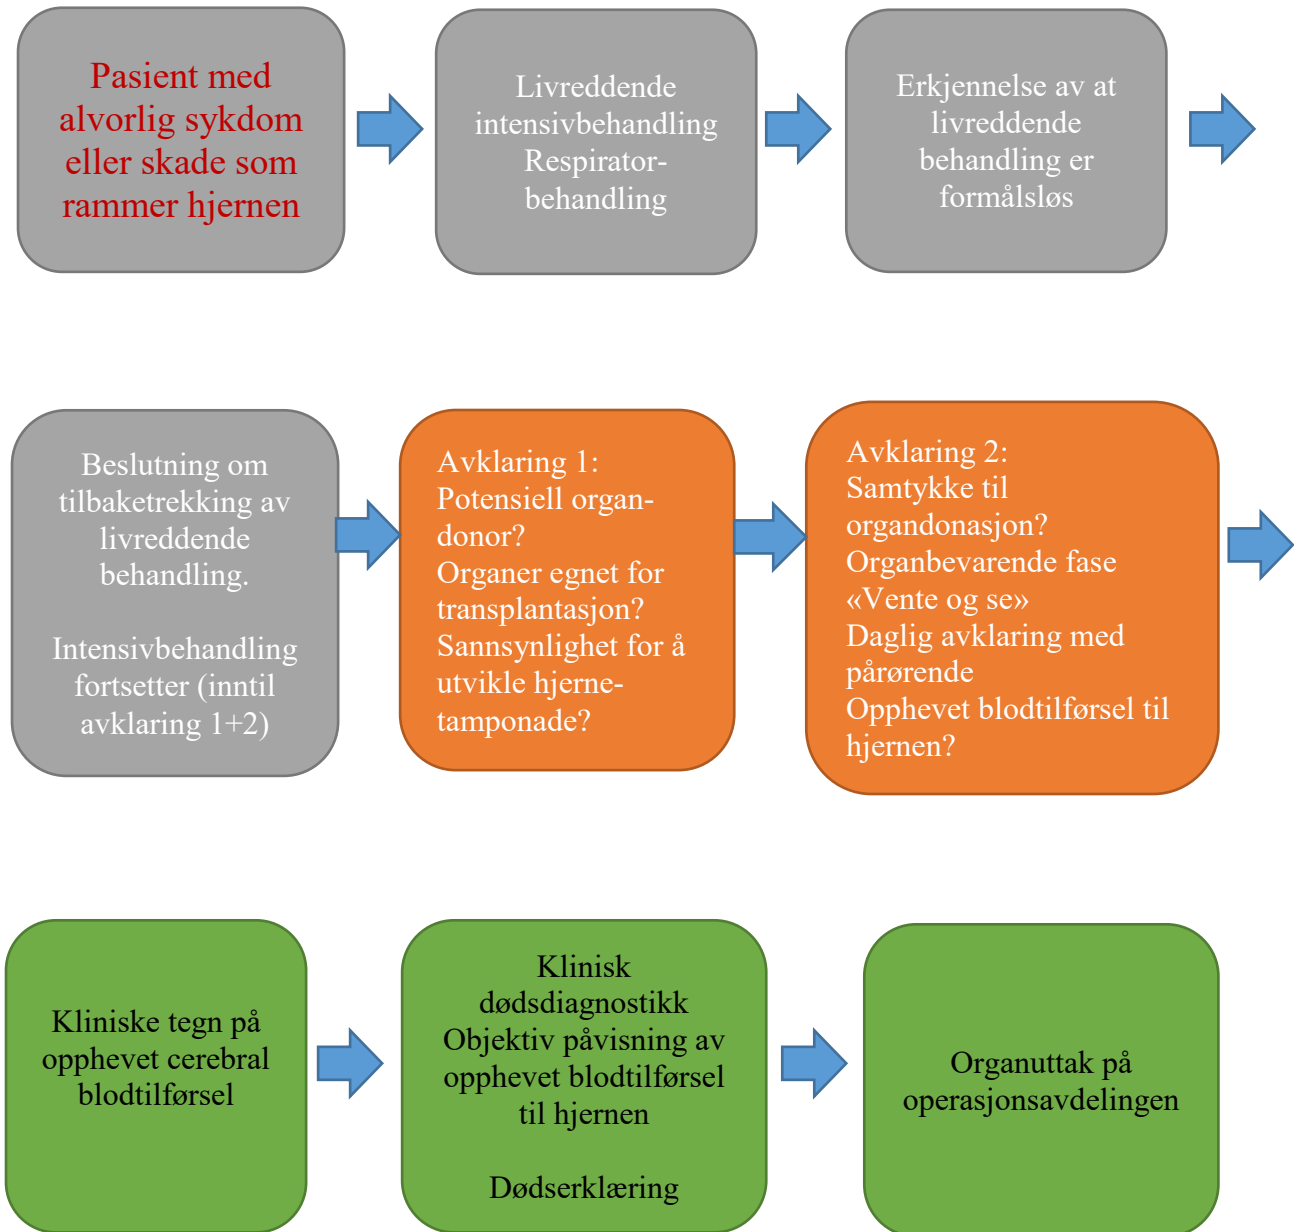 Pasient med
alvorlig sykdom
eller skade som
rammer hjernen
Livreddende
intensivbehandling
Respirator-
behandling
Erkjennelse av at
livreddende
behandling er
formålsløs
Beslutning om
tilbaketrekking av
livreddende
behandling.
Intensivbehandling
fortsetter (inntil
avklaring 1+2)
Avklaring 1:
Potensiell organ-
donor?
Organer egnet for
transplantasjon?
Sannsynlighet for å
utvikle hjerne-
tamponade?
Avklaring 2:
Samtykke til
organdonasjon?
Organbevarende fase
«Vente og se»
Daglig avklaring med
pårørende
Opphevet blodtilførsel til
hjernen?
Kliniske tegn på
opphevet cerebral
blodtilførsel
Klinisk
dødsdiagnostikk
Objektiv påvisning av
opphevet blodtilførsel
til hjernen
Dødserklæring
Organuttak på
operasjonsavdelingen